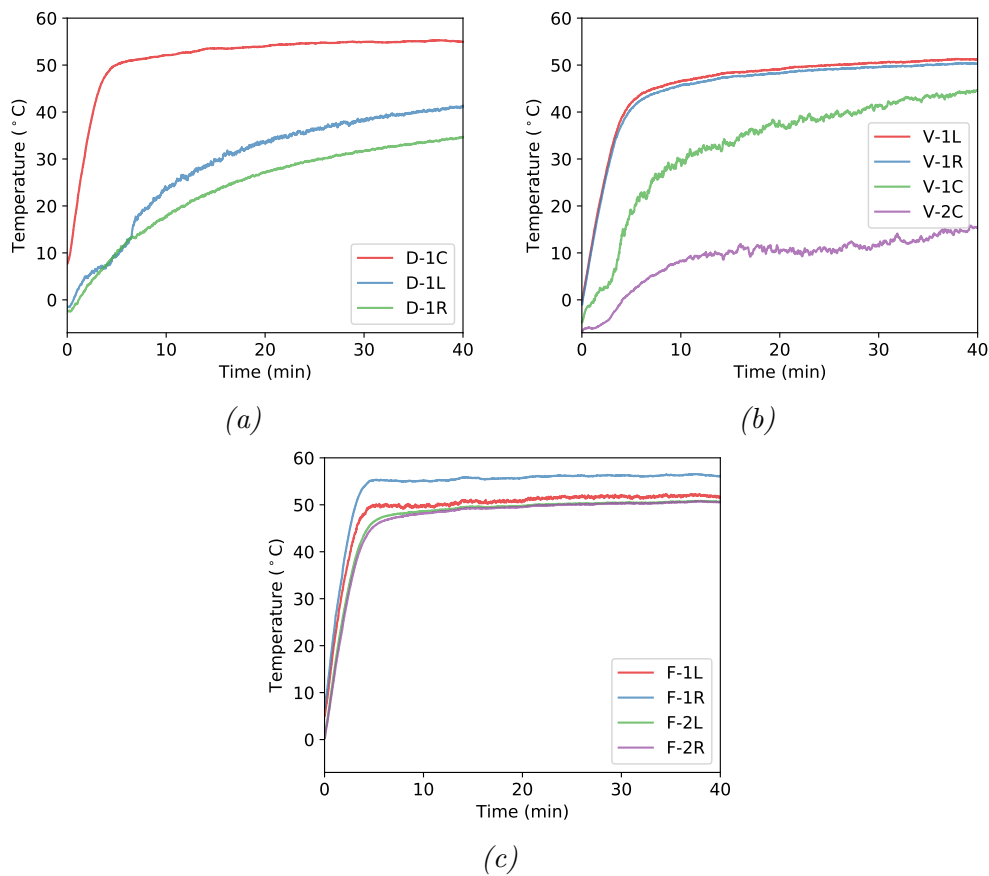 60
50
40
30
20
10
0
Temperature (°C)
0 10 20 30 40
Time (min)
D-1C
D-1L
D-1R
(a)
60
50
40
30
20
10
0
Temperature (°C)
0 10 20 30 40
Time (min)
V-1L
V-1R
V-1C
V-2C
(b)
60
50
40
30
20
10
0
Temperature (°C)
0 10 20 30 40
Time (min)
F-1L
F-1R
F-2L
F-2R
(c)